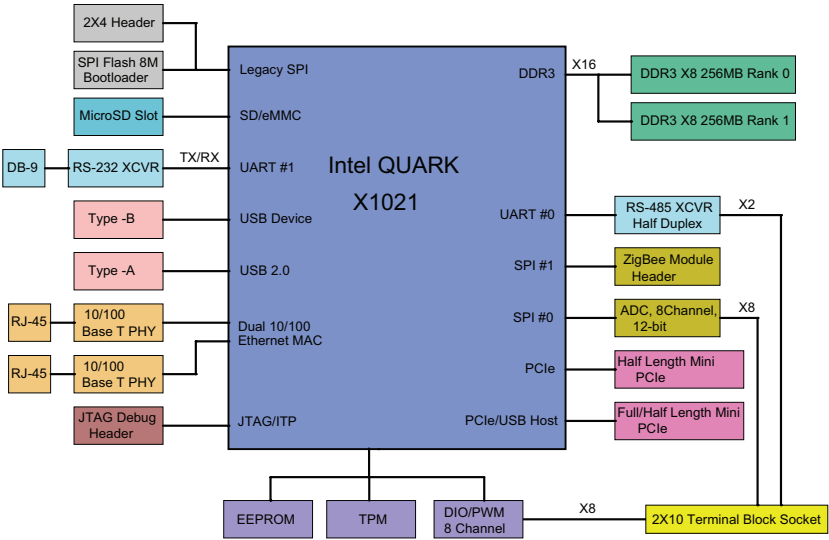 2X4 Header
SPI Flash 8M
Bootloader
MicroSD Slot
DB-9
RS-232 XCVR
TX/RX
Type -B
Type -A
RJ-45
10/100
Base T PHY
RJ-45
10/100
Base T PHY
JTAG Debug
Header
Legacy SPI
SD/eMMC
UART #1
USB Device
USB 2.0
Dual 10/100
Ethernet MAC
JTAG/ITP
Intel QUARK
X1021
DDR3
UART #0
SPI #1
SPI #0
PCIe
PCIe/USB Host
X16
DDR3 X8 256MB Rank 0
DDR3 X8 256MB Rank 1
RS-485 XCVR
Half Duplex
X2
ZigBee Module
Header
ADC, 8Channel,
12-bit
X8
Half Length Mini
PCIe
Full/Half Length Mini
PCIe
EEPROM
TPM
DIO/PWM
8 Channel
X8
2X10 Terminal Block Socket